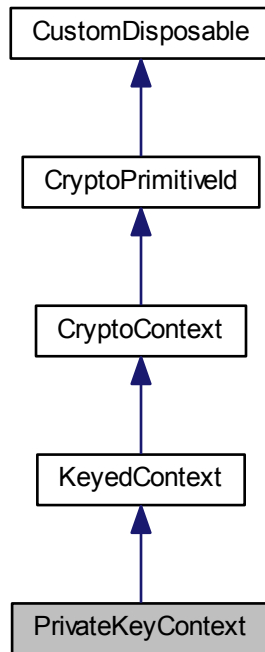 CustomDisposable
CryptoPrimitiveId
CryptoContext
KeyedContext
PrivateKeyContext